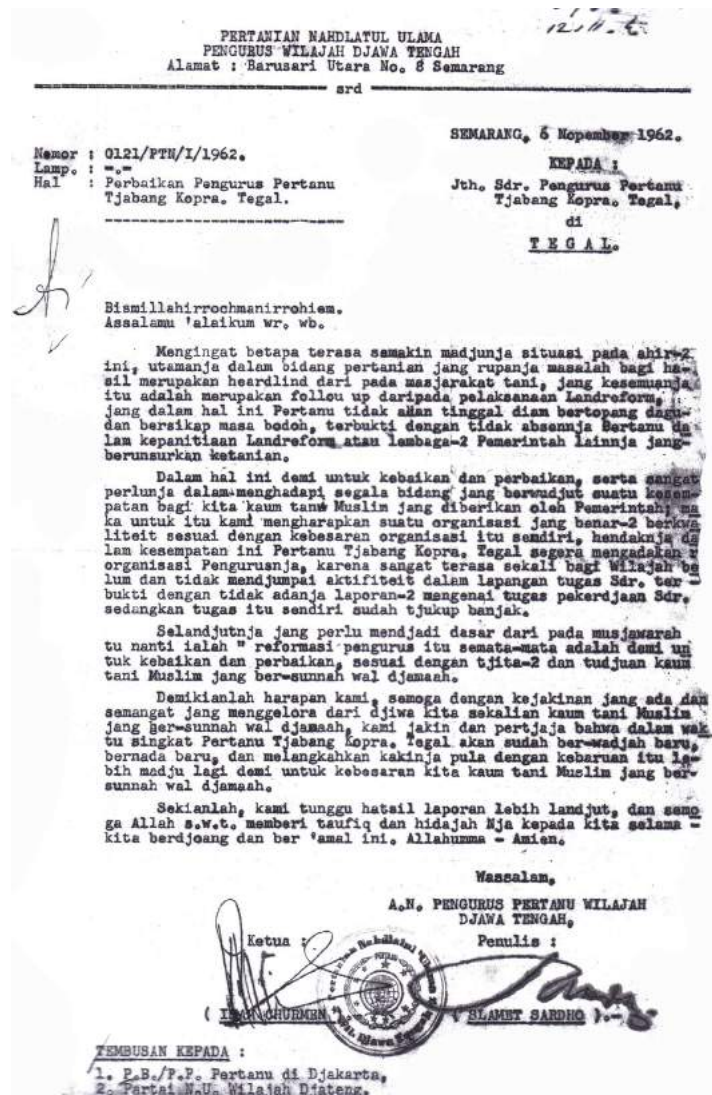 12.11.
PERTANIAN NAHDLATUL ULAMA
PENGURUS WILAJAH DJAWA TENGAH
Alamat : Barusari Utara No. 8 Semarang
srd
SEMARANG, 6 Nopember 1962.
Nomor : 0121/PTN/I/1962.
Lamp. : -.-
Hal : Perbaikan Pengurus Pertanu
Tjabang Kopra. Tegal.
KEPADA :
Jth. Sdr. Pengurus Pertanu
Tjabang Kopra. Tegal,
di
T E G A L.
Bismillahirrochmanirrohiem.
Assalamu 'alaikum wr. wb.
Mengingat betapa terasa semakin madjunja situasi pada ahir-2
ini, utamanja dalam bidang pertanian jang rupanja masalah bagi ha-
sil merupakan heardlind dari pada masjarakat tani, jang kesemuanja
itu adalah merupakan follou up daripada pelaksanaan Landreform,
jang dalam hal ini Pertanu tidak akan tinggal diam bertopang dagu-
dan bersikap masa bodoh, terbukti dengan tidak absennja Pertanu da
lam kepanitiaan Landreform atau lembaga-2 Pemerintah lainnja jang-
berunsurkan ketanian.
Dalam hal ini demi untuk kebaikan dan perbaikan, serta sangat
perlunja dalam menghadapi segala bidang jang berwudjut suatu kesem-
patan bagi kita kaum tani Muslim jang diberikan oleh Pemerintah; ma
ka untuk itu kami mengharapkan suatu organisasi jang benar-2 berkwa
liteit sesuai dengan kebesaran organisasi itu sendiri, hendaknja da
lam kesempatan ini Pertanu Tjabang Kopra. Tegal segera mengadakan
organisasi Pengurusnja, karena sangat terasa sekali bagi Wilajah be
lum dan tidak mendjumpai aktifiteit dalam lapangan tugas Sdr. ter -
bukti dengan tidak adanja laporan-2 mengenai tugas pekerdjaan Sdr.
sedangkan tugas itu sendiri sudah tjukup banjak.
Selandjutnja jang perlu mendjadi dasar dari pada musjawarah
tu nanti ialah " reformasi pengurus itu semata-mata adalah demi un
tuk kebaikan dan perbaikan, sesuai dengan tjita-2 dan tudjuan kaum
tani Muslim jang ber-sunnah wal djamaah.
Demikianlah harapan kami, semoga dengan kejakinan jang ada dan
semangat jang menggelora dari djiwa kita sekalian kaum tani Muslim
jang ber-sunnah wal djamaah, kami jakin dan pertjaja bahwa dalam wak
tu singkat Pertanu Tjabang Kopra. Tegal akan sudah ber-wadjah baru,
bernada baru, dan melangkahkan kakinja pula dengan kebaruan itu le-
bih madju lagi demi untuk kebesaran kita kaum tani Muslim jang ber-
sunnah wal djamaah.
Sekianlah, kami tunggu hatsil laporan lebih landjut, dan semo
ga Allah s.w.t. memberi taufiq dan hidajah Nja kepada kita selama -
kita berdjoang dan ber 'amal ini. Allahumma - Amien.
Wassalam,
A.N. PENGURUS PERTANU WILAJAH
DJAWA TENGAH,
Ketua :
Penulis :
Pertanian Nahdlatul Ulama
Wil. Djawa Tengah
( CHURMEN
( SLAMET SARDHO ).-
TEMBUSAN KEPADA :
1. P.B./P.P. Pertanu di Djakarta,
2. Partai N.U. Wilajah Djateng.